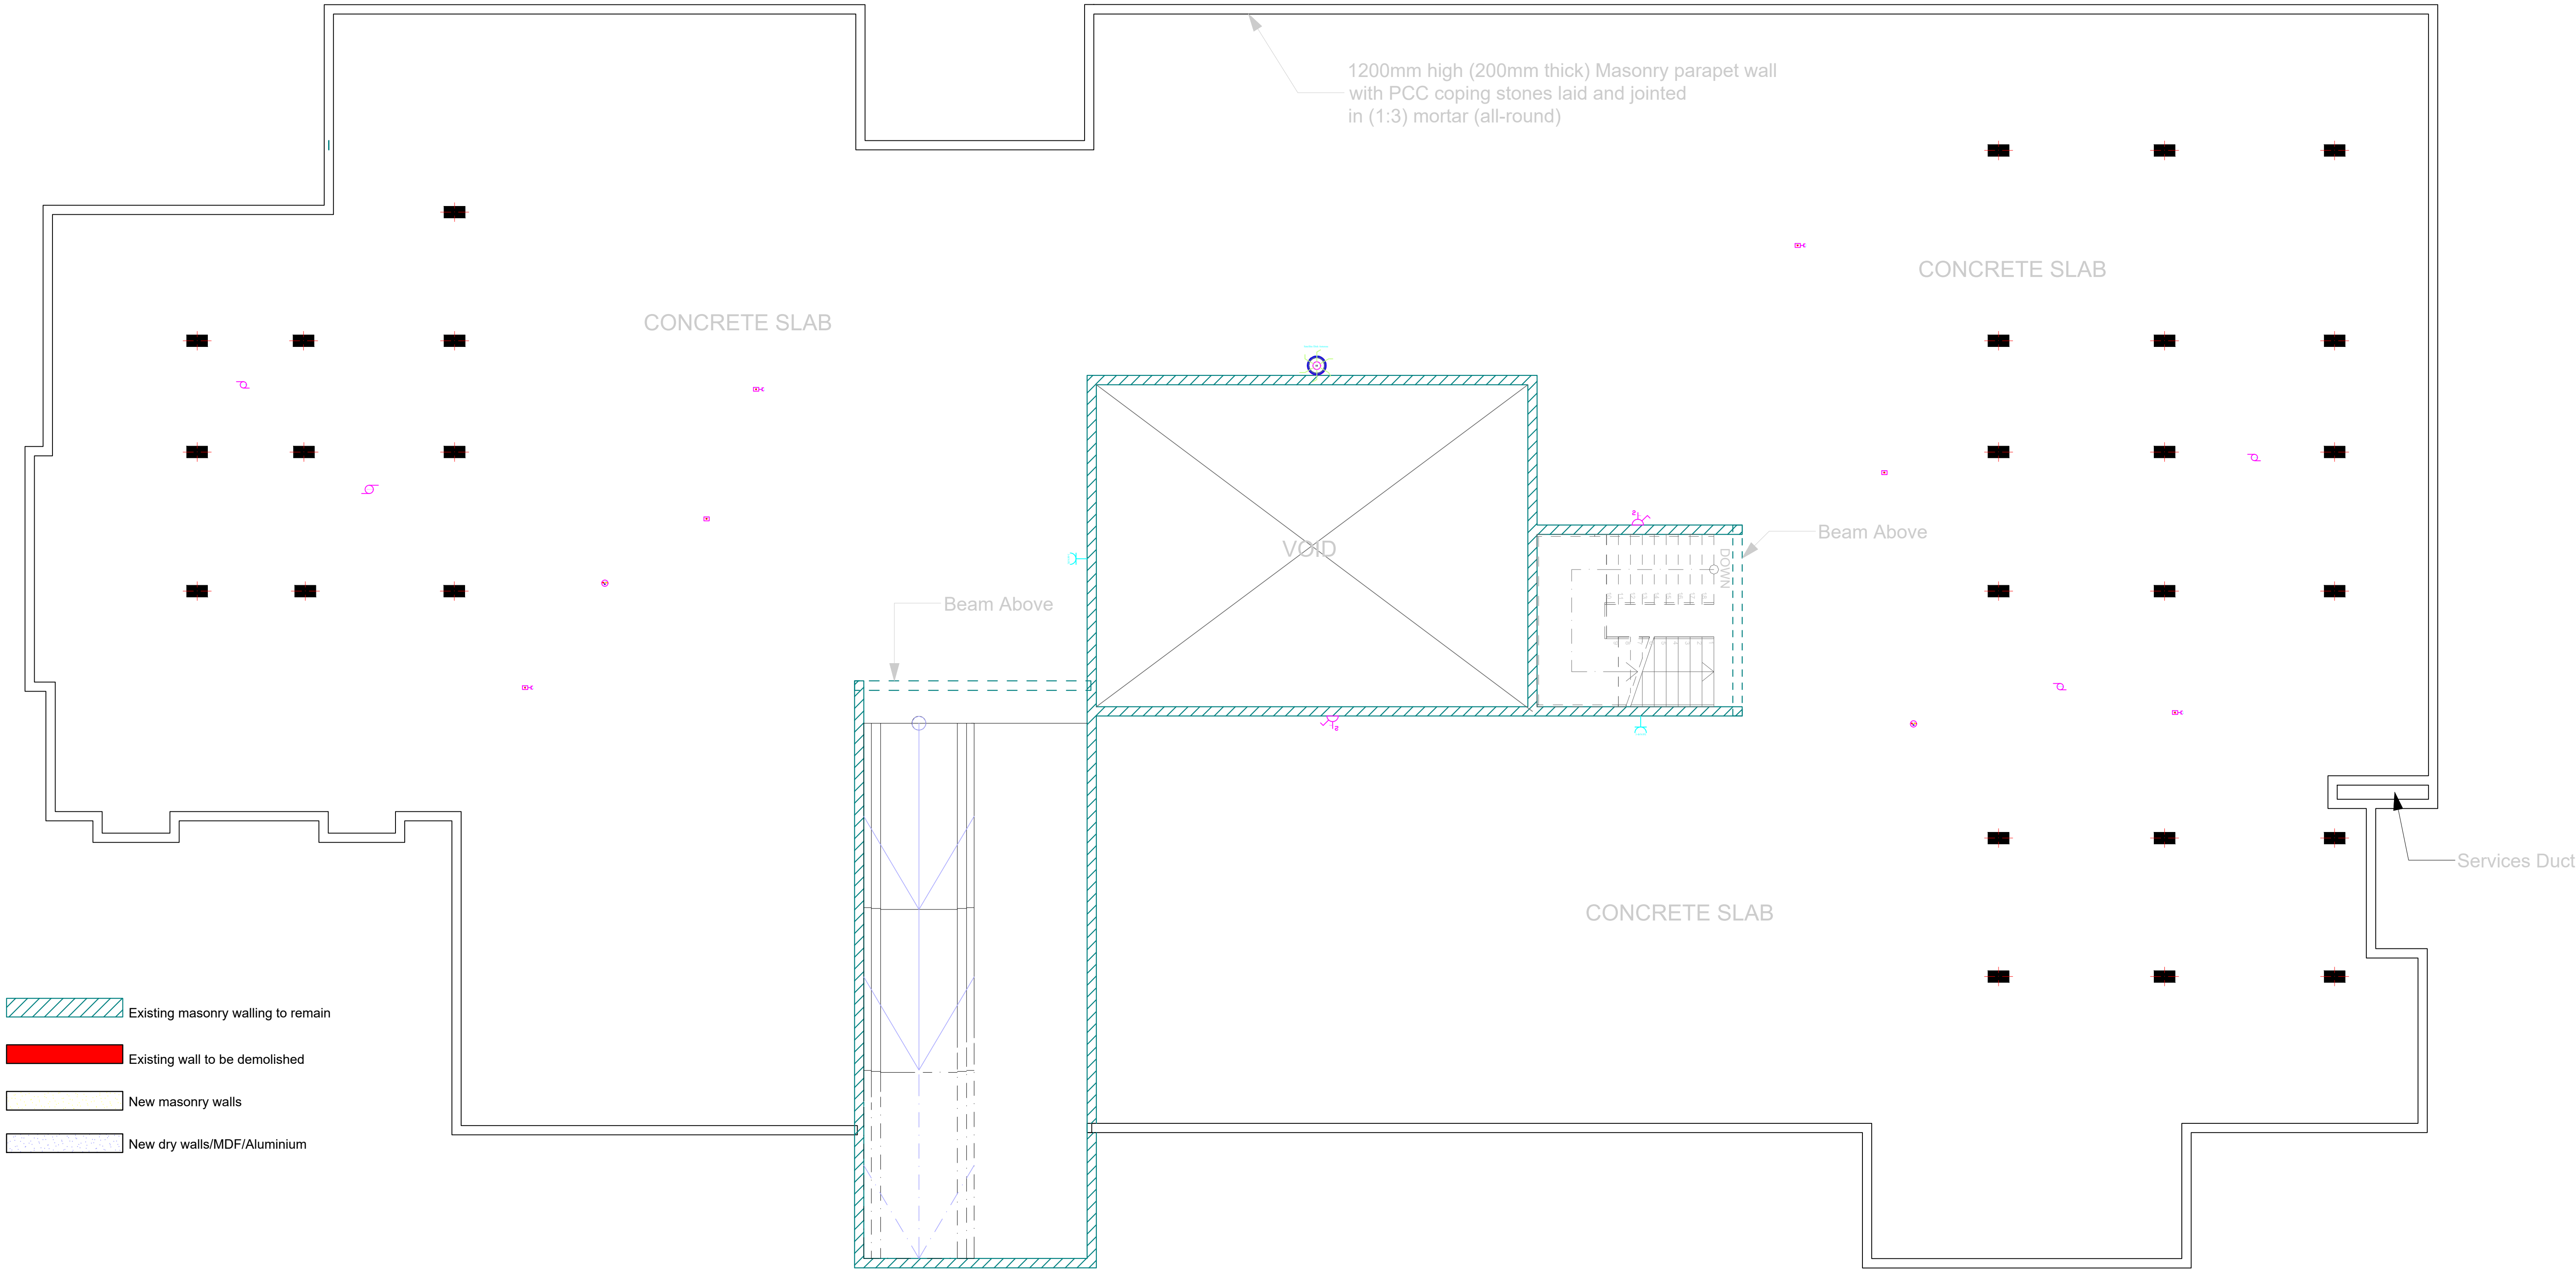 1200mm high (200mm thick) Masonry parapet wall
with PCC coping stones laid and jointed
in (1:3) mortar (all-round)
CONCRETE SLAB
CONCRETE SLAB
VOID
2
Beam Above
DOWN
Beam Above
2
Services Duct
CONCRETE SLAB
Existing masonry walling to remain
Existing wall to be demolished
New masonry walls
New dry walls/MDF/Aluminium